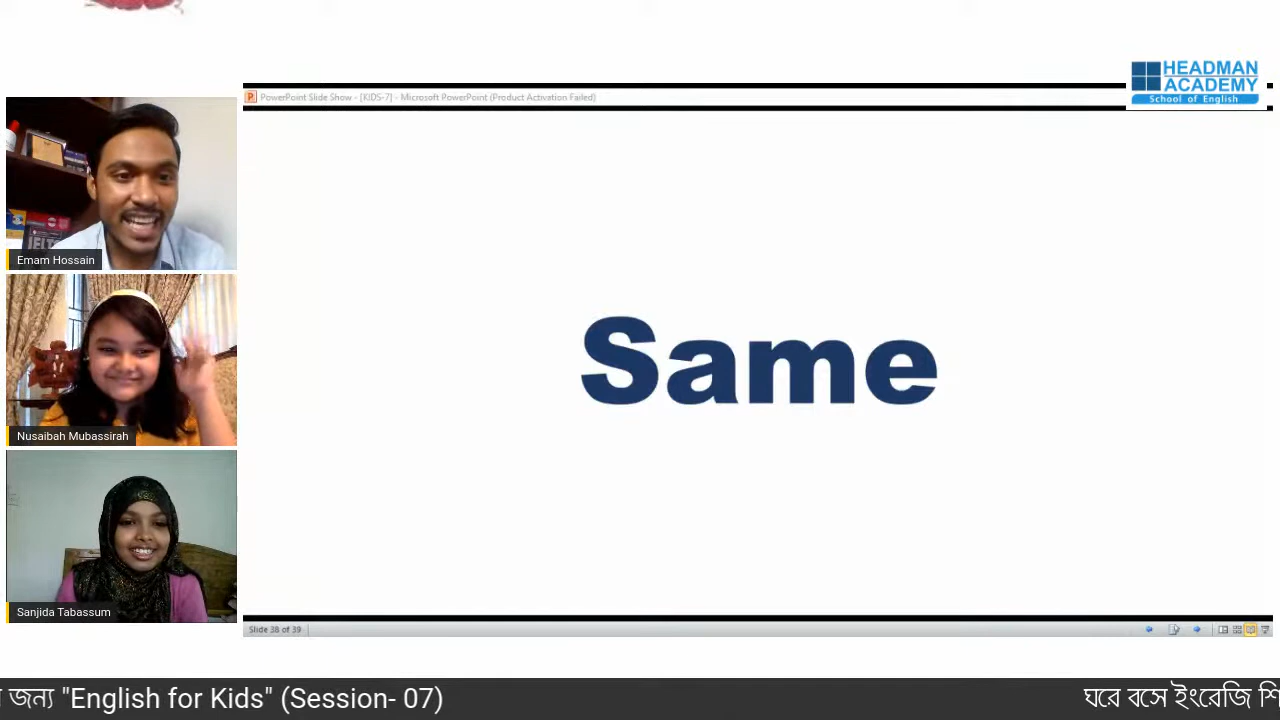 HEADMAN
ACADEMY
School of English
PowerPoint Slide Show - [KIDS-7] - Microsoft PowerPoint (Product Activation Failed)
IELTS
Emam Hossain
Nusaibah Mubassirah
Sanjida Tabassum
Same
Slide 38 of 39
জন্য "English for Kids" (Session- 07)
ঘরে বসে ইংরেজি